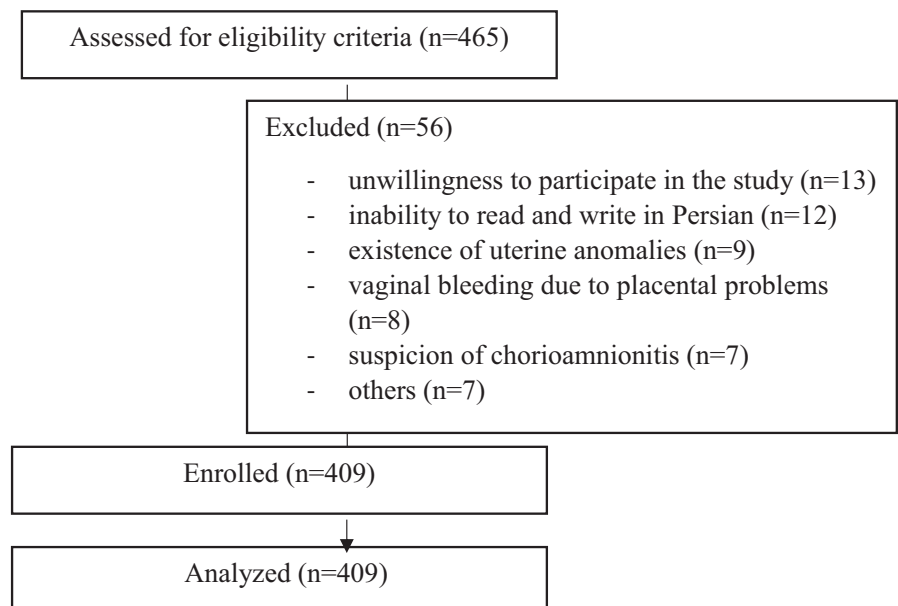 Assessed for eligibility criteria (n=465)
Excluded (n=56)
- unwillingness to participate in the study (n=13)
- inability to read and write in Persian (n=12)
- existence of uterine anomalies (n=9)
- vaginal bleeding due to placental problems
(n=8)
- suspicion of chorioamnionitis (n=7)
- others (n=7)
Enrolled (n=409)
Analyzed (n=409)